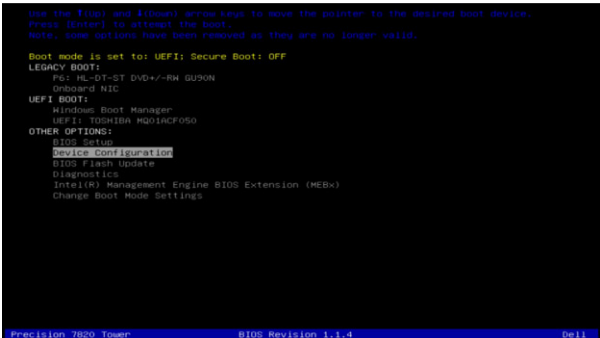 Use the ↑(Up) and ↓(Down) arrow keys to move the pointer to the desired boot device.
Press [Enter] to attempt the boot.
Note, some options have been removed as they are no longer valid.
Boot mode is set to: UEFI; Secure Boot: OFF
LEGACY BOOT:
P6: HL-DT-ST DVD+/-RW GU90N
Onboard NIC
UEFI BOOT:
Windows Boot Manager
UEFI: TOSHIBA MQ01ACF050
OTHER OPTIONS:
BIOS Setup
Device Configuration
BIOS Flash Update
Diagnostics
Intel(R) Management Engine BIOS Extension (MEBx)
Change Boot Mode Settings
Precision 7820 Tower BIOS Revision 1.1.4 Dell